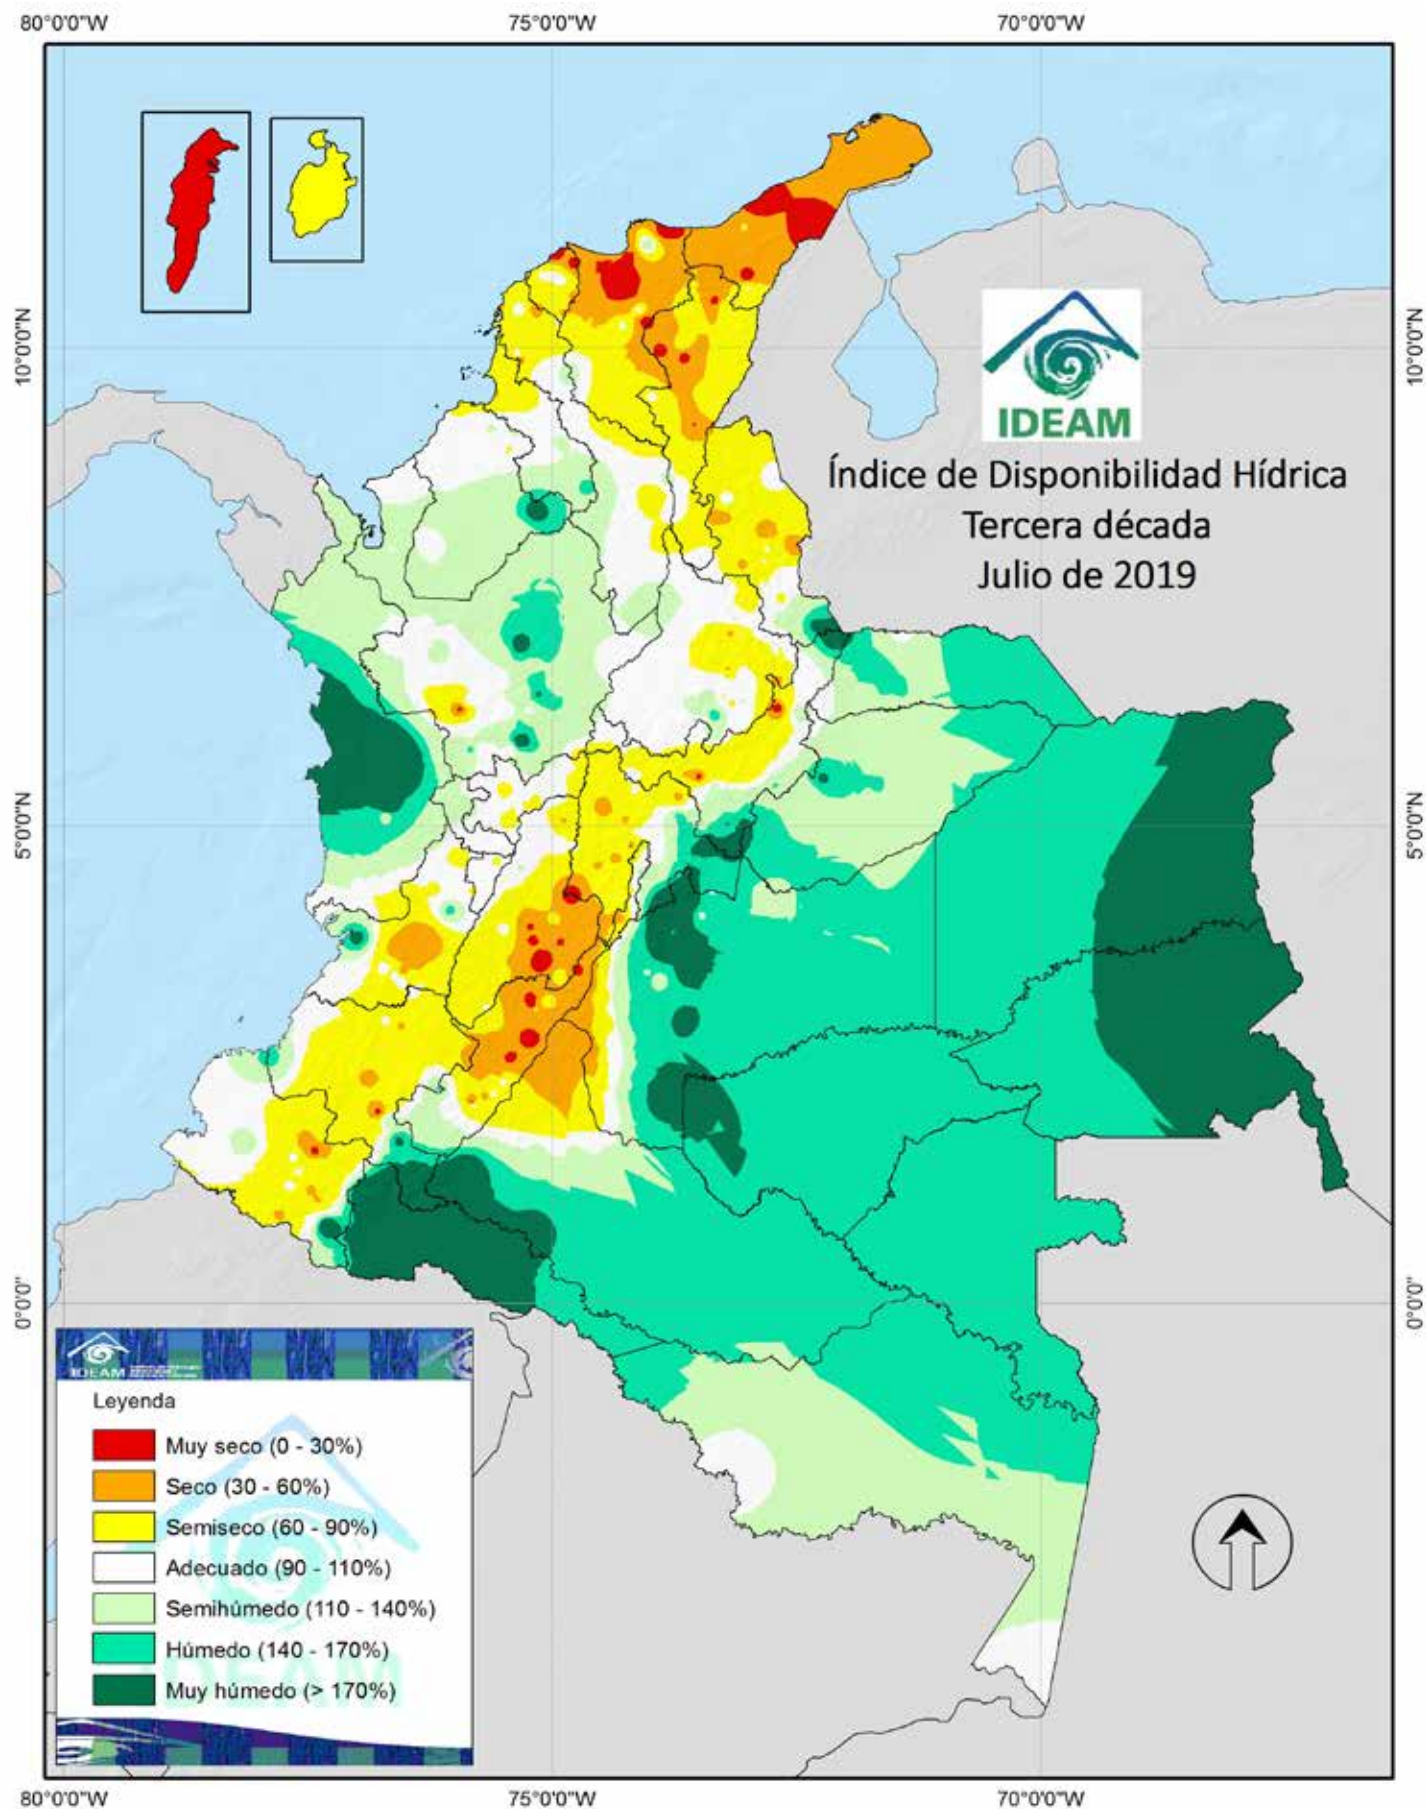 80°0'0"W 75°0'0"W 70°0'0"W
10°0'0"N 10°0'0"N
IDEAM
Índice de Disponibilidad Hídrica
Tercera década
Julio de 2019
5°0'0"N 5°0'0"N
0°0'0" 0°0'0"
IDEAM
Leyenda
Muy seco (0 - 30%)
Seco (30 - 60%)
Semiseco (60 - 90%)
Adecuado (90 - 110%)
Semihúmedo (110 - 140%)
Húmedo (140 - 170%)
Muy húmedo (> 170%)
IDEAM
80°0'0"W 75°0'0"W 70°0'0"W